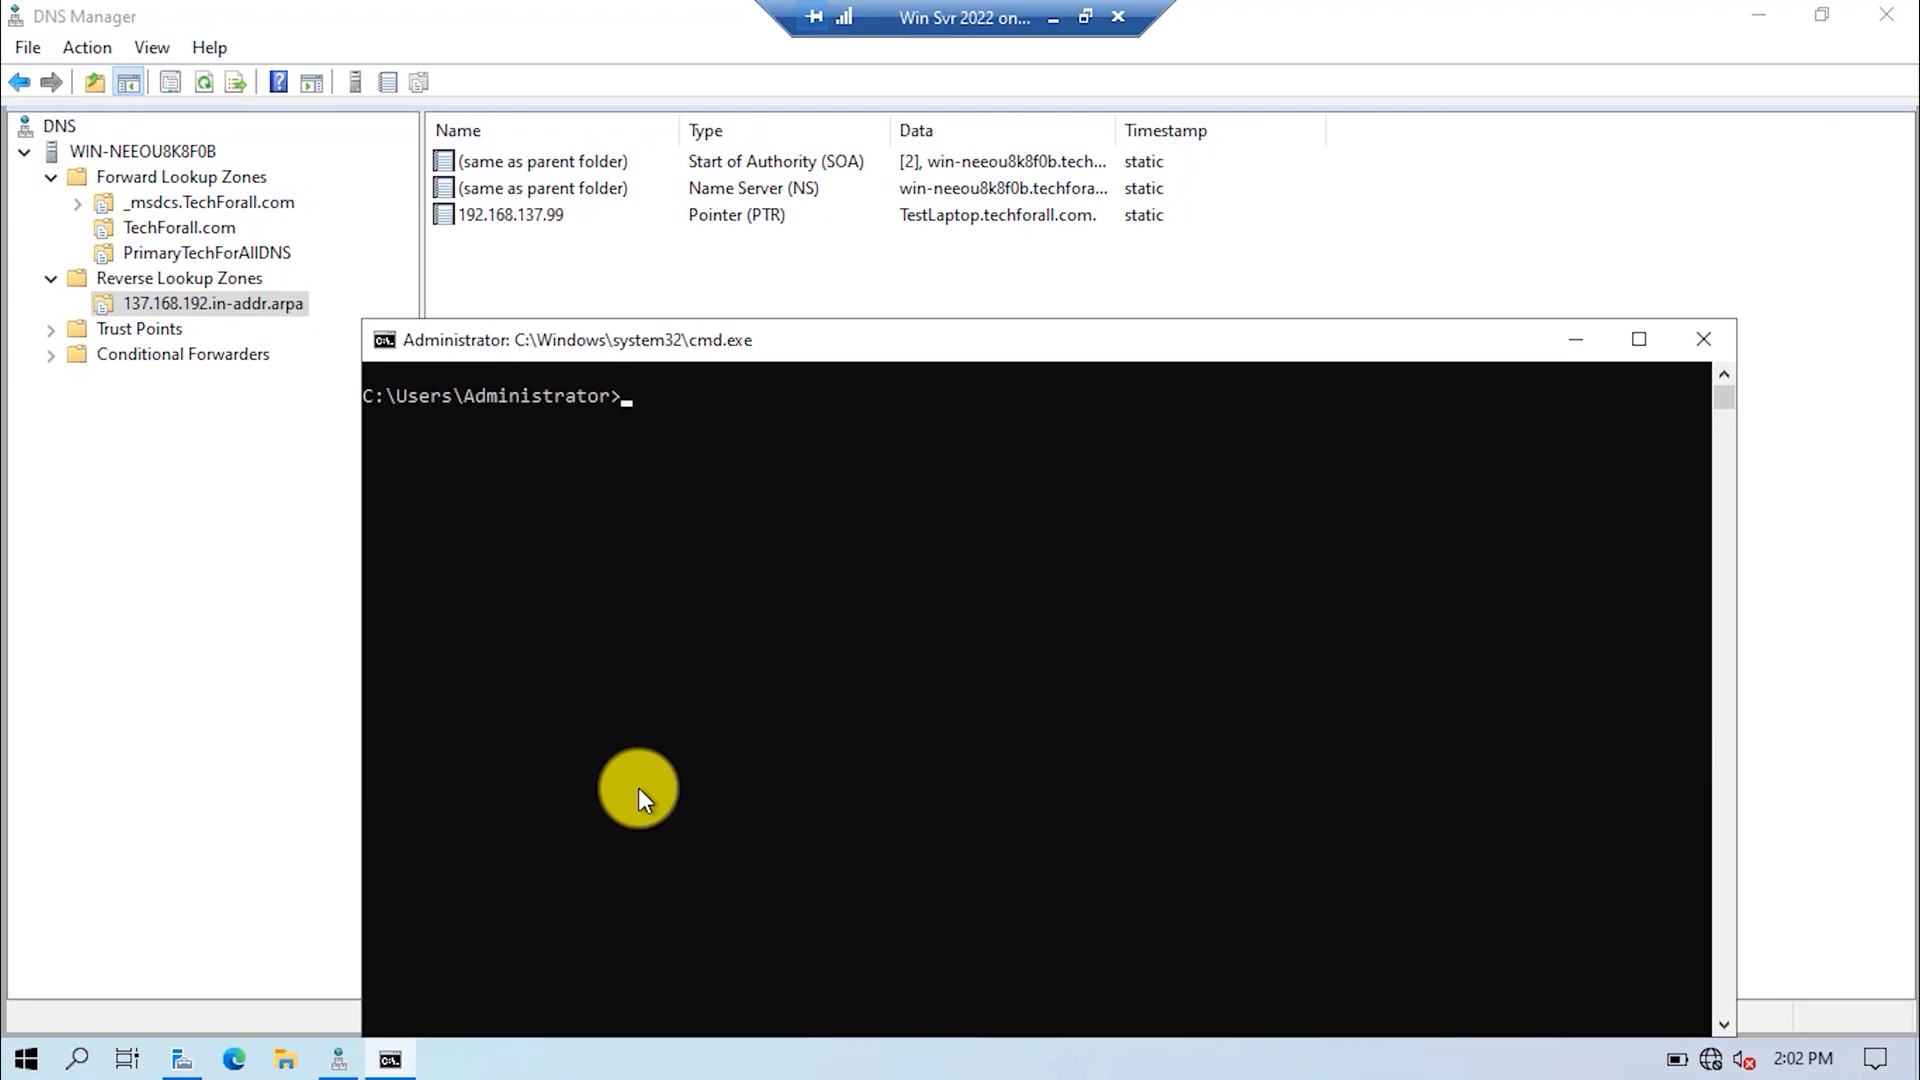 DNS Manager
Win Svr 2022 on...
File Action View Help
DNS
WIN-NEEOU8K8F0B
Forward Lookup Zones
_msdcs.TechForall.com
TechForall.com
PrimaryTechForAllDNS
Reverse Lookup Zones
137.168.192.in-addr.arpa
Trust Points
Conditional Forwarders
Name Type Data Timestamp
(same as parent folder) Start of Authority (SOA) [2], win-neeou8k8f0b.tech... static
(same as parent folder) Name Server (NS) win-neeou8k8f0b.techfora... static
192.168.137.99 Pointer (PTR) TestLaptop.techforall.com. static
Administrator: C:\Windows\system32\cmd.exe
C:\Users\Administrator>
2:02 PM